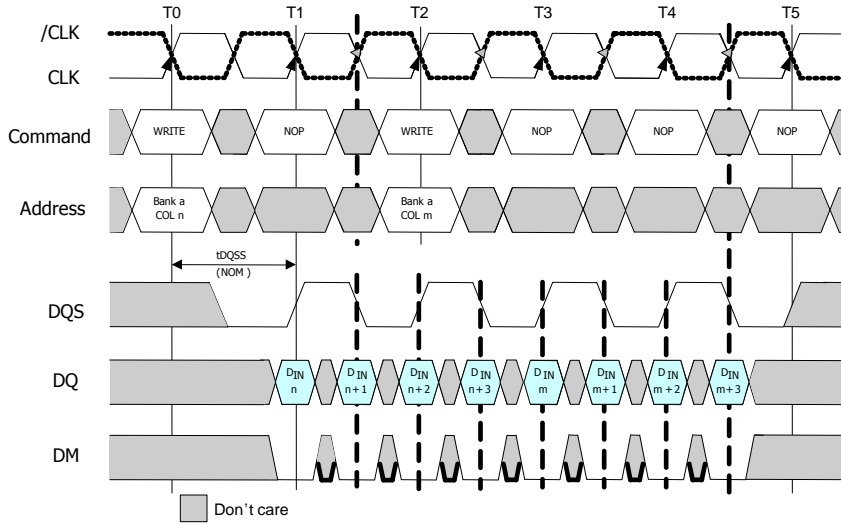 T0 T1 T2 T3 T4 T5
/CLK
CLK
Command WRITE NOP WRITE NOP NOP NOP
Address Bank a COL n Bank a COL m
tDQSS
(NOM )
DQS
DQ DIN n DIN n+1 DIN n+2 DIN n+3 DIN m DIN m+1 DIN m+2 DIN m+3
DM
Don't care